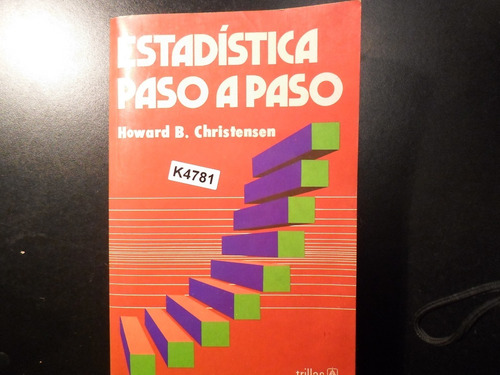 ESTADÍSTICA
PASO A PASO
Howard B. Christensen
K4781
trillas